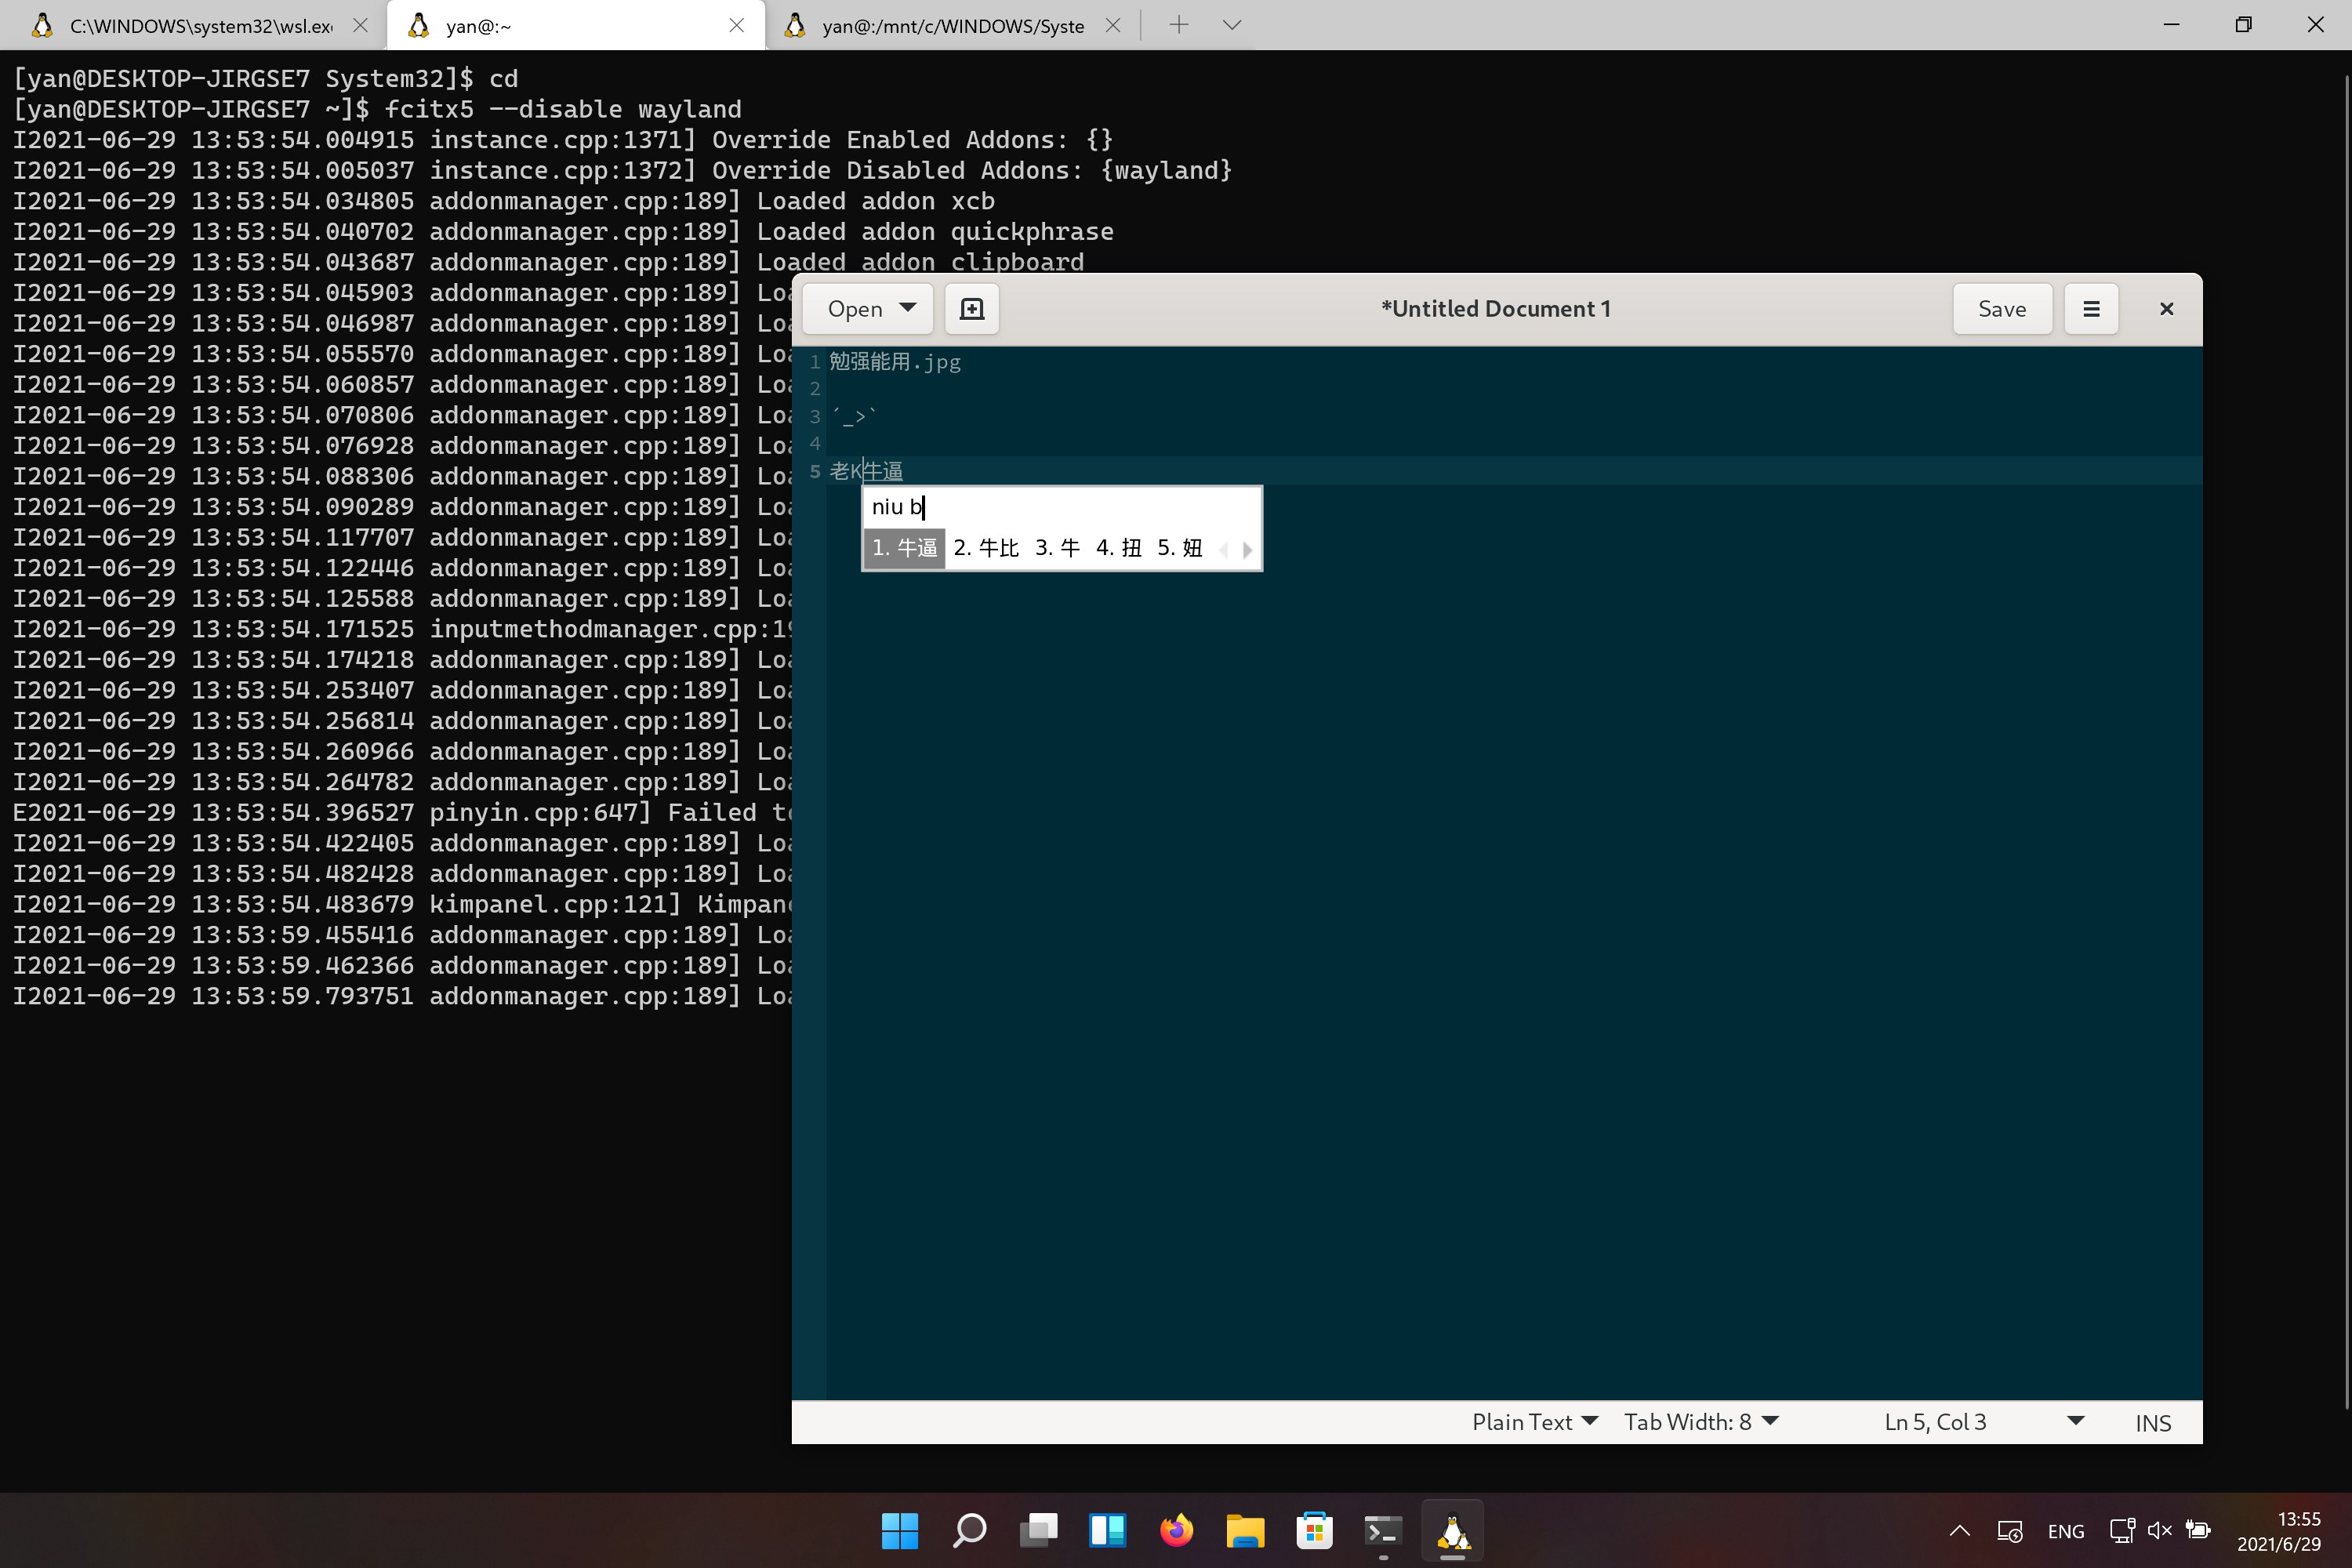 C:\WINDOWS\system32\wsl.ex
yan@:~
yan@:/mnt/c/WINDOWS/Syste
[yan@DESKTOP-JIRGSE7 System32]$ cd
[yan@DESKTOP-JIRGSE7 ~]$ fcitx5 --disable wayland
I2021-06-29 13:53:54.004915 instance.cpp:1371] Override Enabled Addons: {}
I2021-06-29 13:53:54.005037 instance.cpp:1372] Override Disabled Addons: {wayland}
I2021-06-29 13:53:54.034805 addonmanager.cpp:189] Loaded addon xcb
I2021-06-29 13:53:54.040702 addonmanager.cpp:189] Loaded addon quickphrase
I2021-06-29 13:53:54.043687 addonmanager.cpp:189] Loaded addon clipboard
I2021-06-29 13:53:54.045903 addonmanager.cpp:189] Loa
I2021-06-29 13:53:54.046987 addonmanager.cpp:189] Loa
I2021-06-29 13:53:54.055570 addonmanager.cpp:189] Loa
I2021-06-29 13:53:54.060857 addonmanager.cpp:189] Loa
I2021-06-29 13:53:54.070806 addonmanager.cpp:189] Loa
I2021-06-29 13:53:54.076928 addonmanager.cpp:189] Loa
I2021-06-29 13:53:54.088306 addonmanager.cpp:189] Loa
I2021-06-29 13:53:54.090289 addonmanager.cpp:189] Loa
I2021-06-29 13:53:54.117707 addonmanager.cpp:189] Loa
I2021-06-29 13:53:54.122446 addonmanager.cpp:189] Loa
I2021-06-29 13:53:54.125588 addonmanager.cpp:189] Loa
I2021-06-29 13:53:54.171525 inputmethodmanager.cpp:19
I2021-06-29 13:53:54.174218 addonmanager.cpp:189] Loa
I2021-06-29 13:53:54.253407 addonmanager.cpp:189] Loa
I2021-06-29 13:53:54.256814 addonmanager.cpp:189] Loa
I2021-06-29 13:53:54.260966 addonmanager.cpp:189] Loa
I2021-06-29 13:53:54.264782 addonmanager.cpp:189] Loa
E2021-06-29 13:53:54.396527 pinyin.cpp:647] Failed to
I2021-06-29 13:53:54.422405 addonmanager.cpp:189] Loa
I2021-06-29 13:53:54.482428 addonmanager.cpp:189] Loa
I2021-06-29 13:53:54.483679 kimpanel.cpp:121] Kimpane
I2021-06-29 13:53:59.455416 addonmanager.cpp:189] Loa
I2021-06-29 13:53:59.462366 addonmanager.cpp:189] Loa
I2021-06-29 13:53:59.793751 addonmanager.cpp:189] Loa
Open
*Untitled Document 1
Save
1 勉强能用.jpg
2
3 ´_>`
4
5 老K牛逼
niu b
1. 牛逼 2. 牛比 3. 牛 4. 扭 5. 妞
Plain Text
Tab Width: 8
Ln 5, Col 3
INS
ENG
13:55
2021/6/29